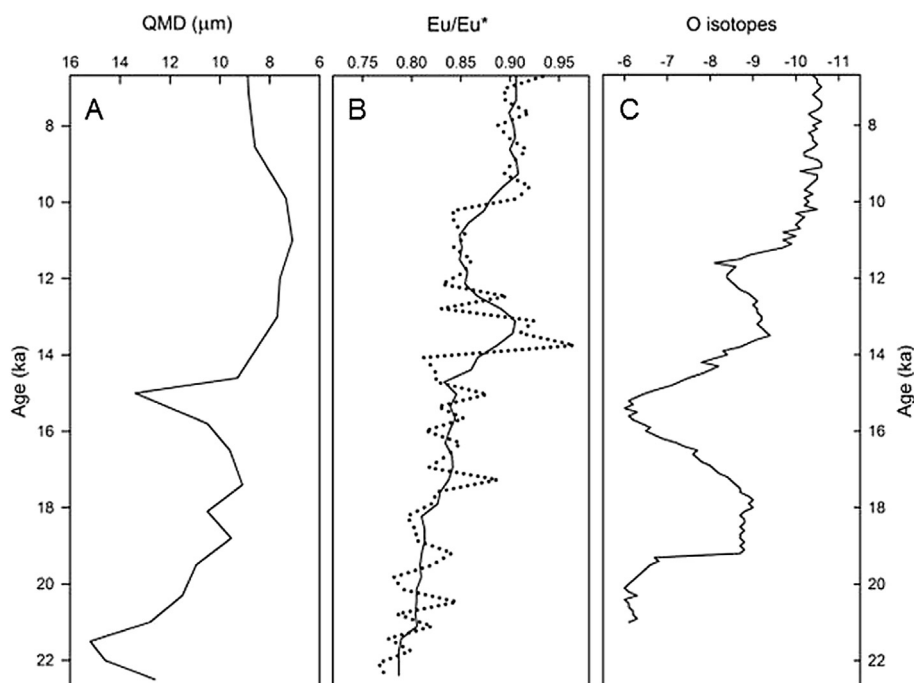 QMD (μm) Eu/Eu* O isotopes
16 14 12 10 8 6 0.75 0.80 0.85 0.90 0.95 -6 -7 -8 -9 -10 -11
A B C
8 8
10 10
12 12
14 14
Age (ka) Age (ka)
16 16
18 18
20 20
22 22